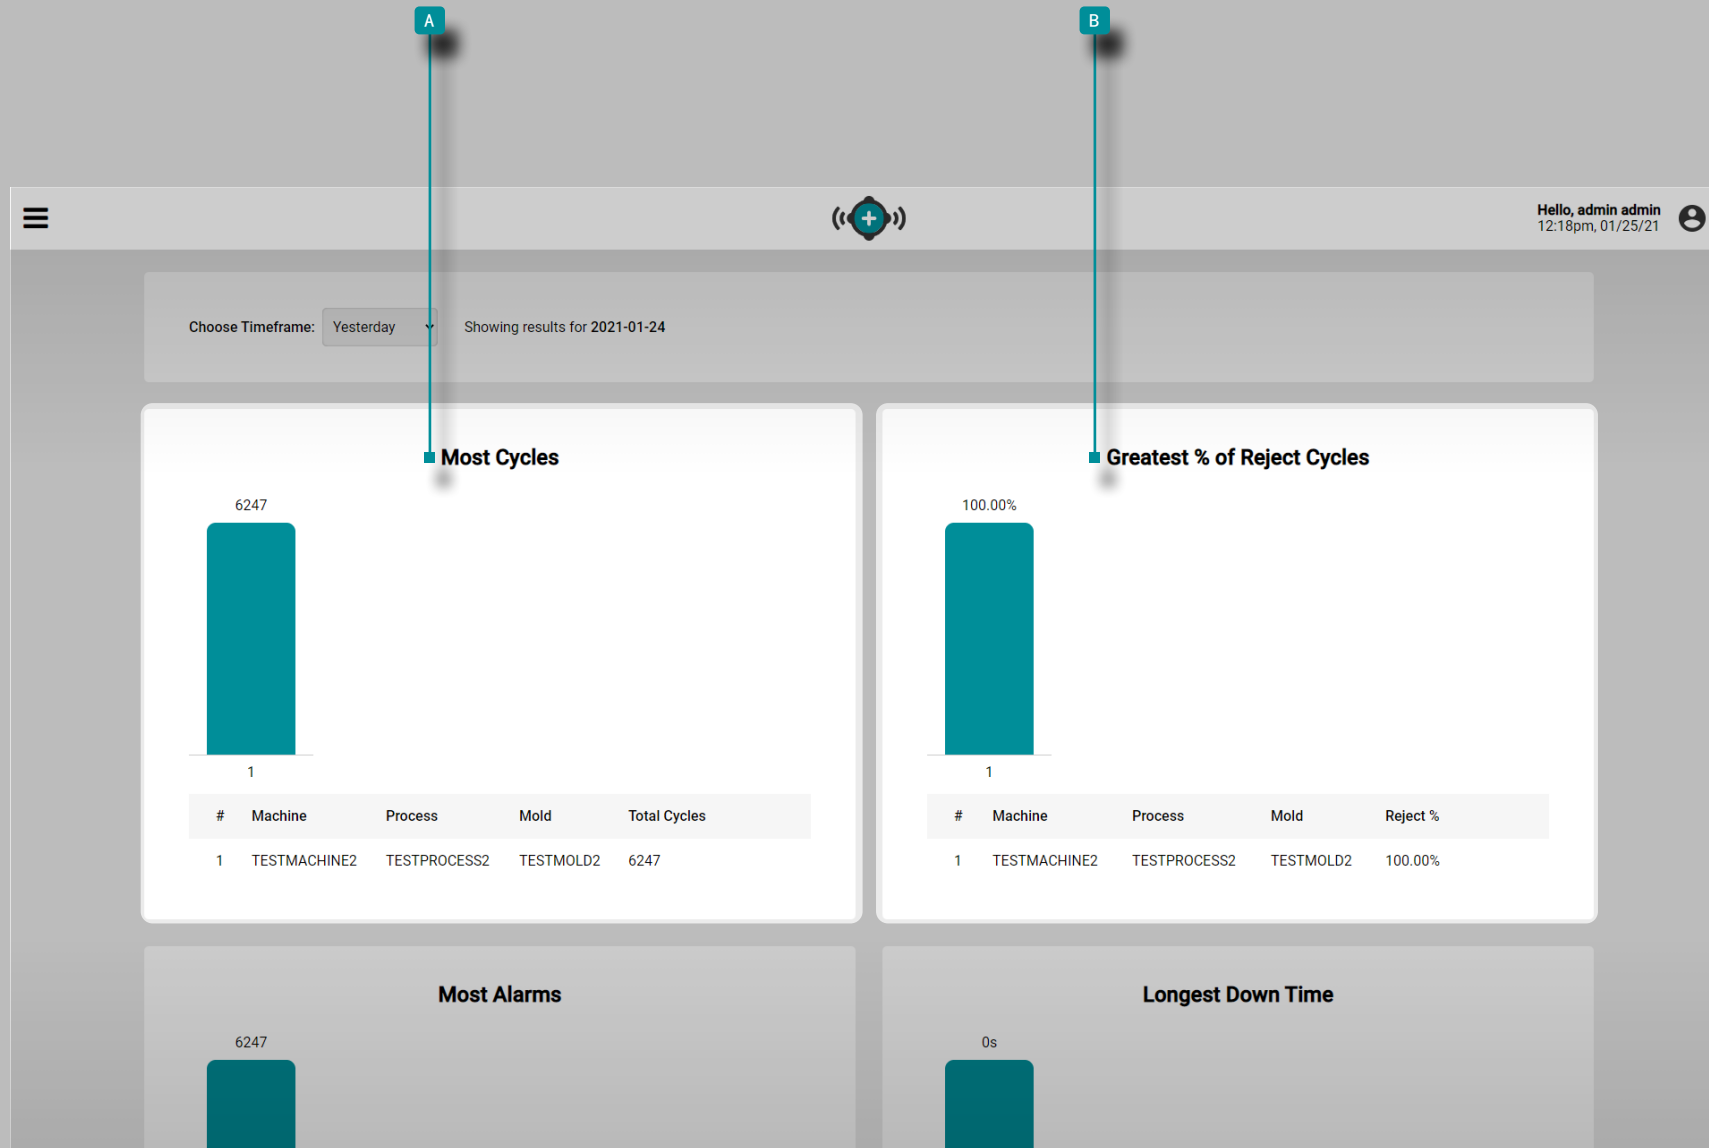 A
B
Hello, admin admin
12:18pm, 01/25/21
Choose Timeframe: Yesterday Showing results for 2021-01-24
Most Cycles
6247
1
# Machine Process Mold Total Cycles
1 TESTMACHINE2 TESTPROCESS2 TESTMOLD2 6247
Greatest % of Reject Cycles
100.00%
1
# Machine Process Mold Reject %
1 TESTMACHINE2 TESTPROCESS2 TESTMOLD2 100.00%
Most Alarms
6247
Longest Down Time
0s